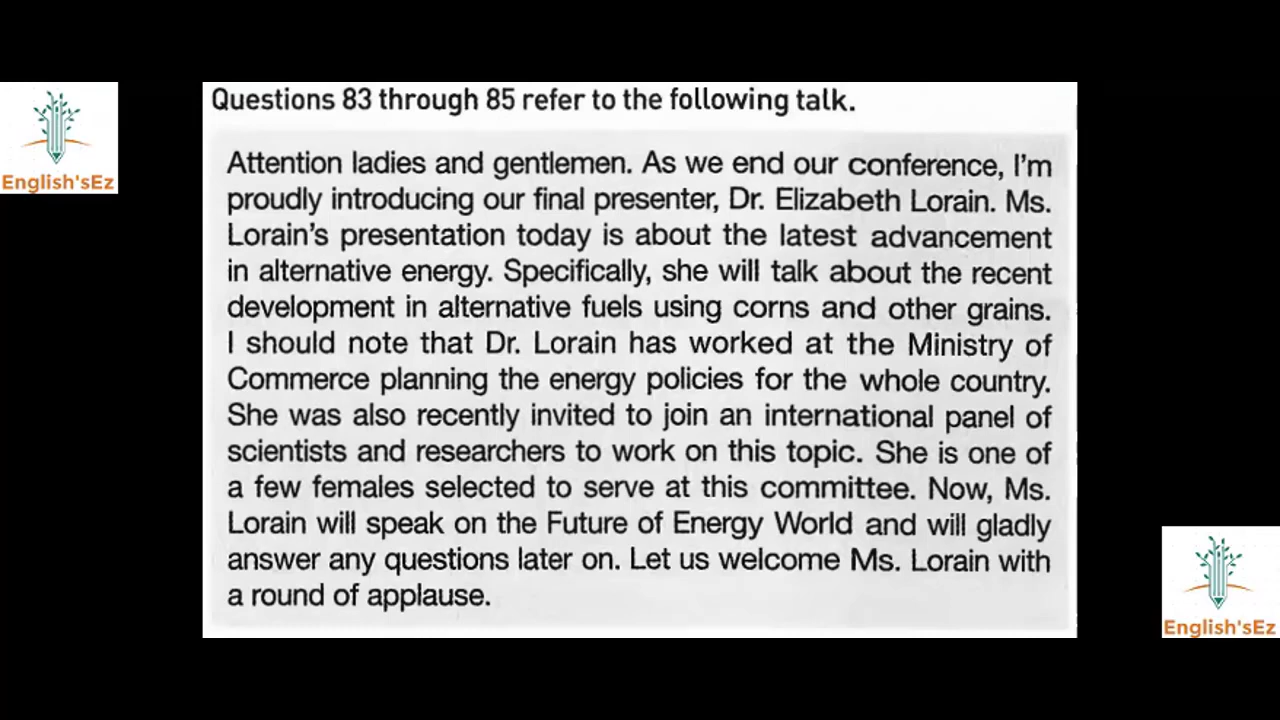 Questions 83 through 85 refer to the following talk.
Attention ladies and gentlemen. As we end our conference, I'm
proudly introducing our final presenter, Dr. Elizabeth Lorain. Ms.
Lorain's presentation today is about the latest advancement
in alternative energy. Specifically, she will talk about the recent
development in alternative fuels using corns and other grains.
I should note that Dr. Lorain has worked at the Ministry of
Commerce planning the energy policies for the whole country.
She was also recently invited to join an international panel of
scientists and researchers to work on this topic. She is one of
a few females selected to serve at this committee. Now, Ms.
Lorain will speak on the Future of Energy World and will gladly
answer any questions later on. Let us welcome Ms. Lorain with
a round of applause.
English'sEz
English'sEz